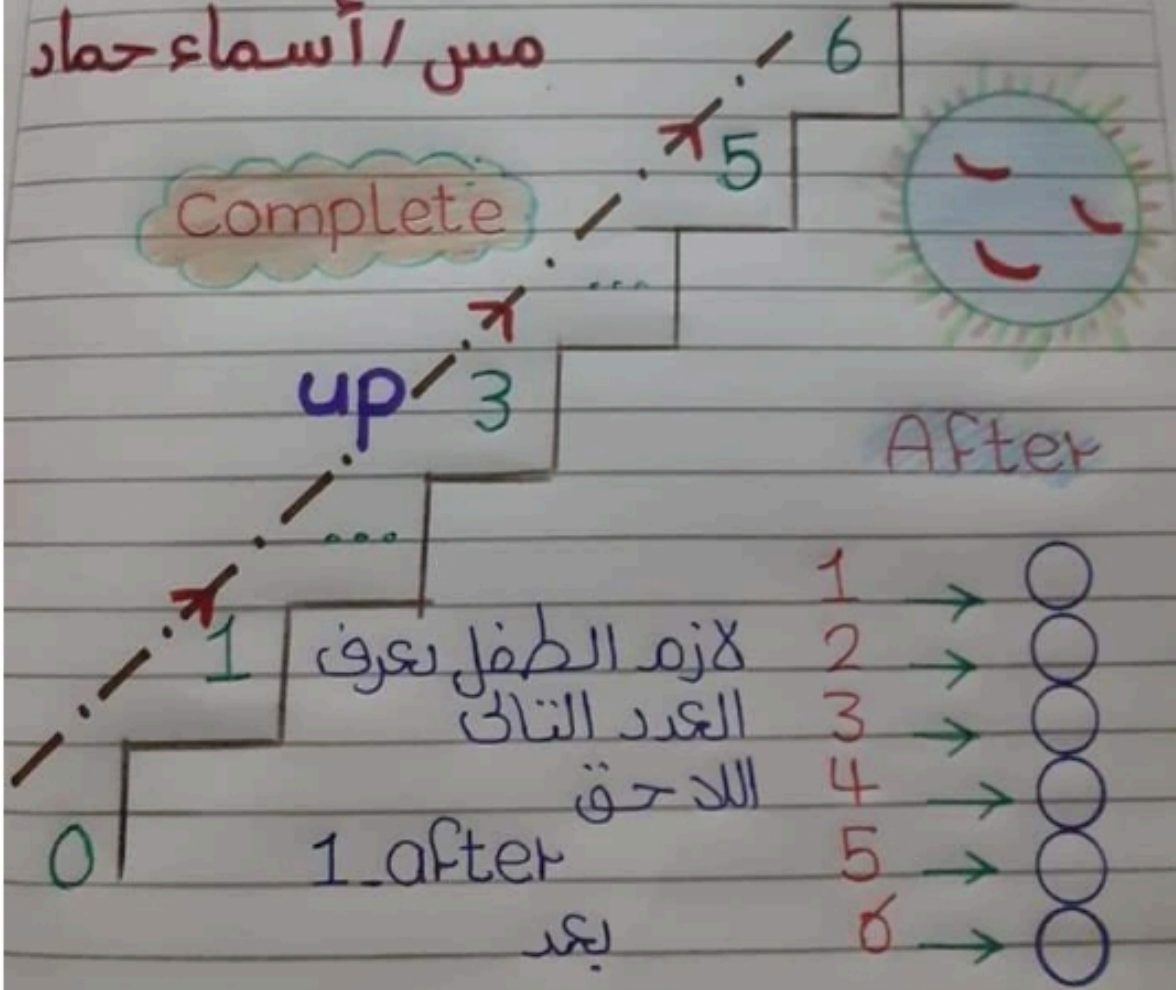 مس / أسماء حماد
6
5
Complete
...
up
3
After
...
1 →
1
لازم الطفل يعرف
2 →
العدد التالى
3 →
اللاحق
4 →
0
1_after
5 →
بعد
6 →